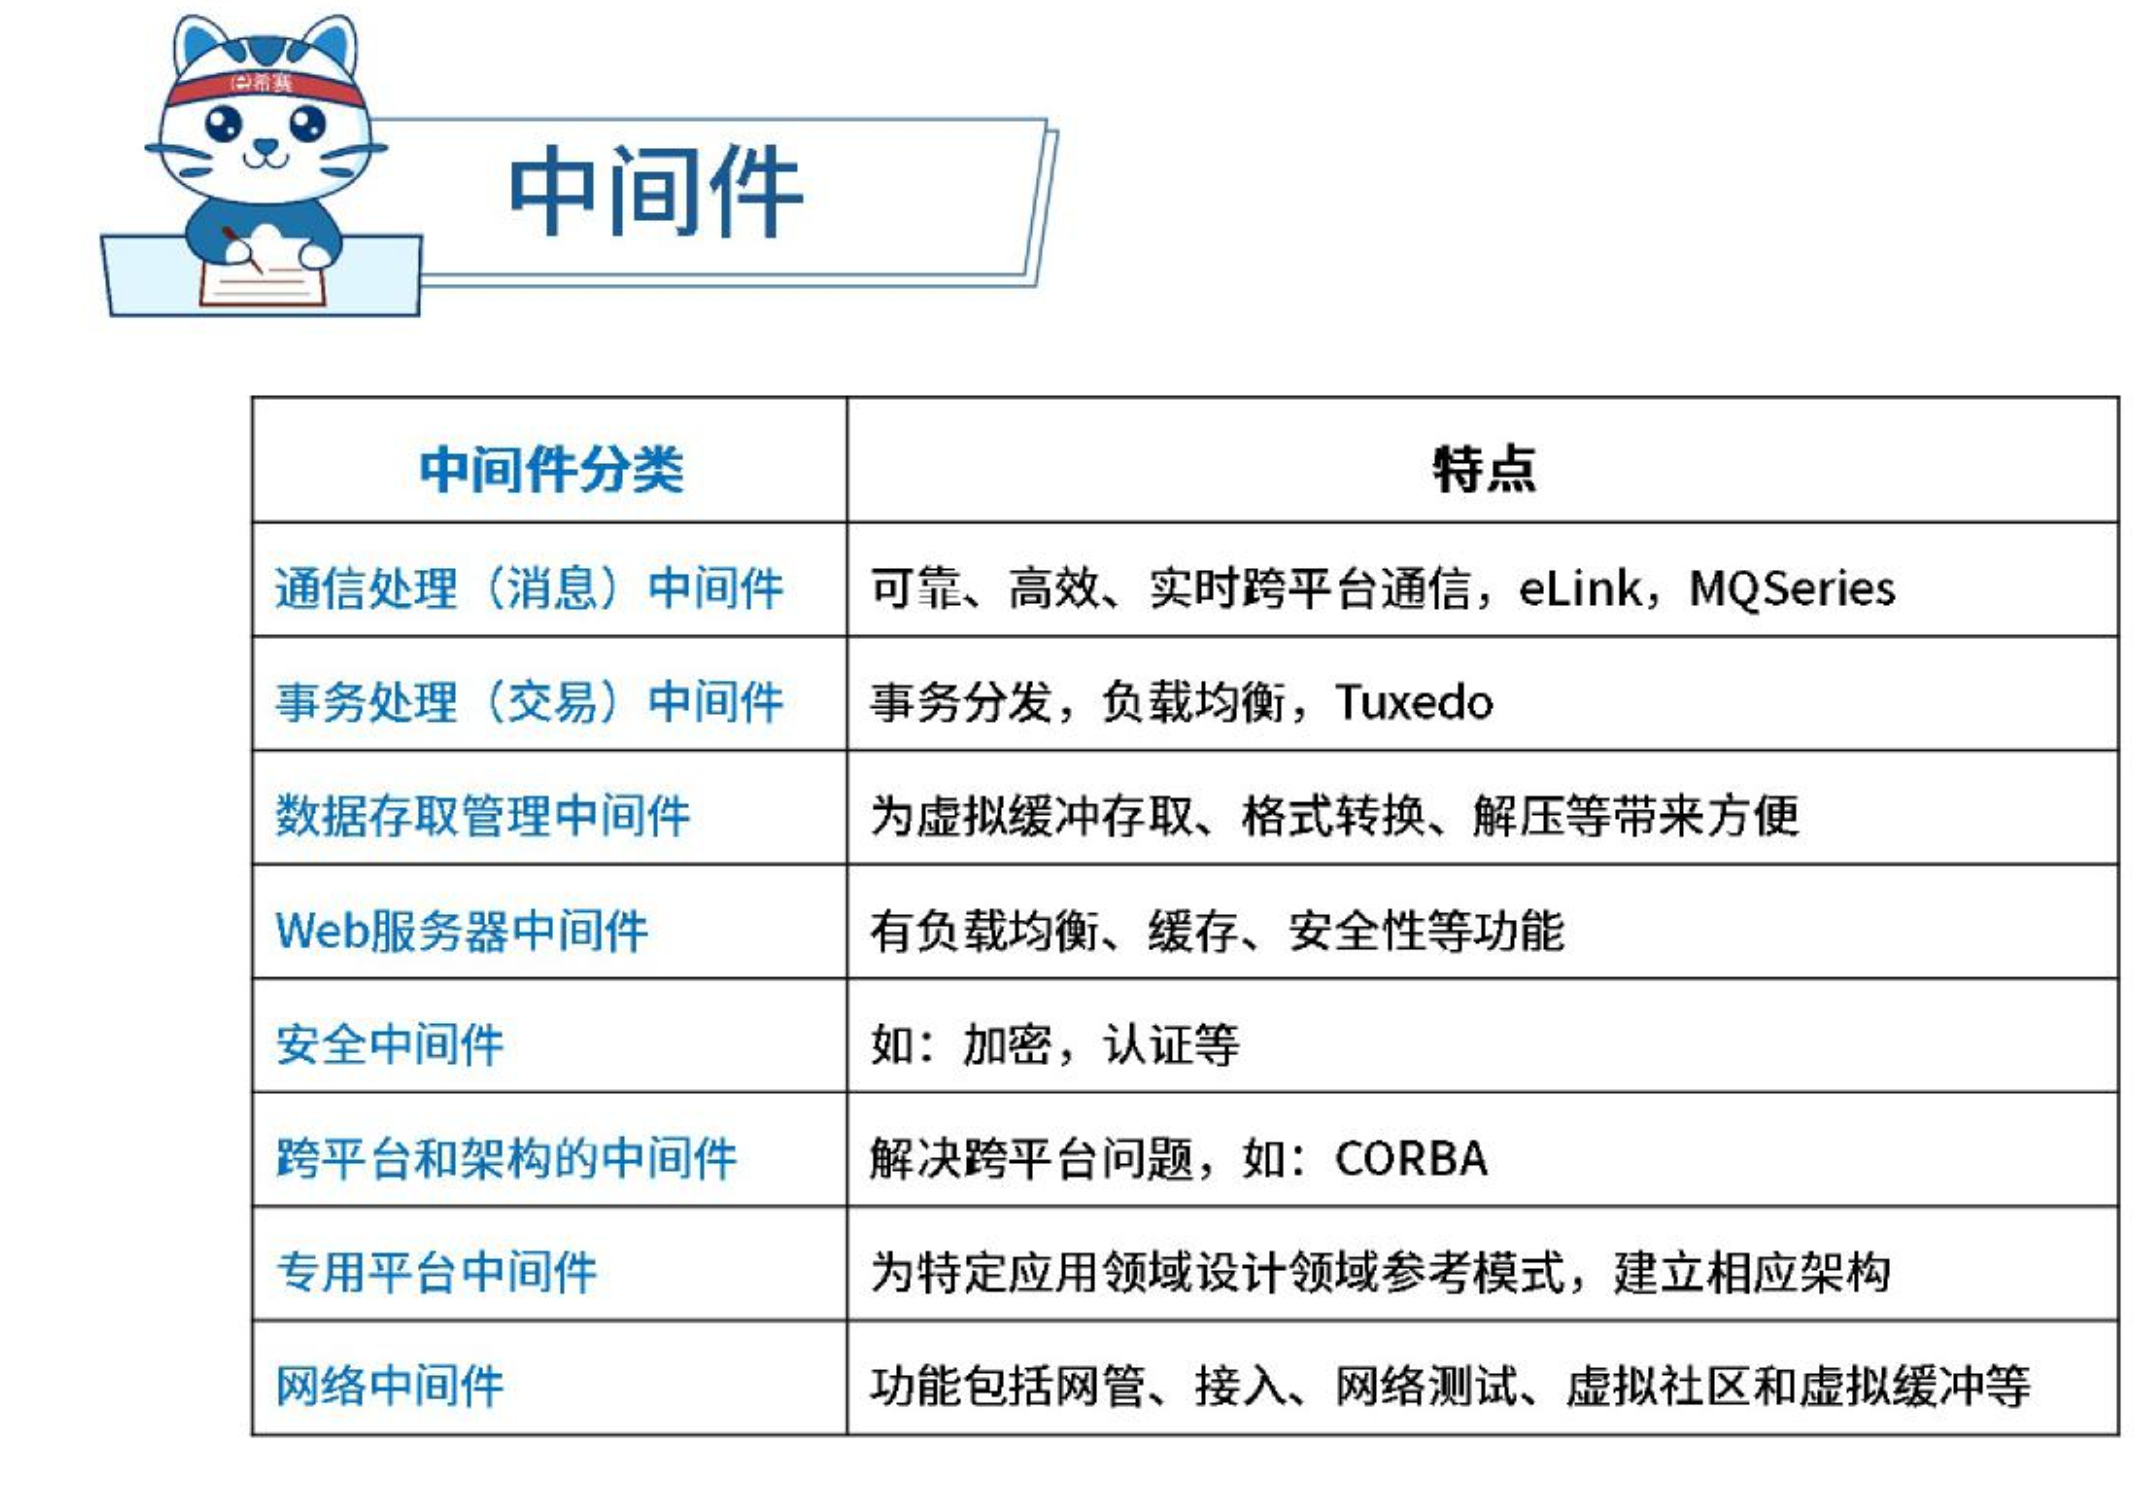 希赛
中间件
中间件分类 特点
通信处理（消息）中间件 可靠、高效、实时跨平台通信，eLink，MQSeries
事务处理（交易）中间件 事务分发，负载均衡，Tuxedo
数据存取管理中间件 为虚拟缓冲存取、格式转换、解压等带来方便
Web服务器中间件 有负载均衡、缓存、安全性等功能
安全中间件 如：加密，认证等
跨平台和架构的中间件 解决跨平台问题，如：CORBA
专用平台中间件 为特定应用领域设计领域参考模式，建立相应架构
网络中间件 功能包括网管、接入、网络测试、虚拟社区和虚拟缓冲等